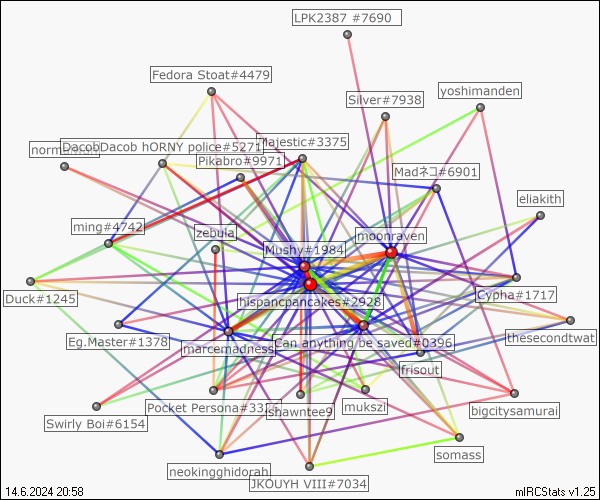 LPK2387 #7690
Fedora Stoat#4479
yoshimanden
Silver#7938
Majestic#3375
DacobDacob hORNY police#5271
Pikabro#9971
Madネコ#6901
eliakith
ming#4742
zebula
moonraven
Mushy#1984
Duck#1245
hispancpancakes#2928
Cypha#1717
Eg.Master#1378
marcemadness
Can anything be saved#0396
thesecondtwat
frisout
Swirly Boi#6154
Pocket Persona#33
shawntee9
mukszi
bigcitysamurai
neokingghidorah
somass
JKOUYH VIII#7034
14.6.2024 20:58
mIRCStats v1.25